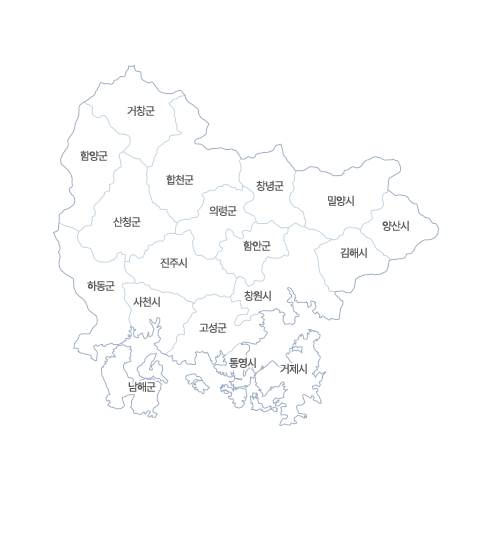 거창군
함양군
합천군
창녕군
밀양시
의령군
산청군
양산시
함안군
김해시
진주시
하동군
창원시
사천시
고성군
통영시
거제시
남해군